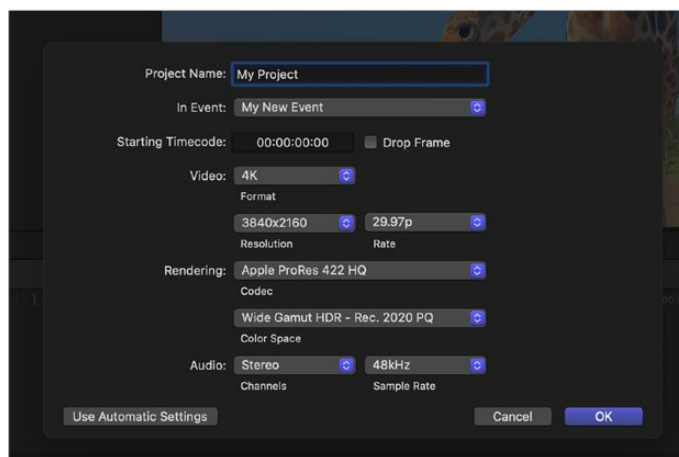 Project Name: My Project
In Event: My New Event
Starting Timecode: 00:00:00:00 Drop Frame
Video: 4K
Format
3840x2160 29.97p
Resolution Rate
Rendering: Apple ProRes 422 HQ
Codec
Wide Gamut HDR - Rec. 2020 PQ
Color Space
Audio: Stereo 48kHz
Channels Sample Rate
Use Automatic Settings Cancel OK